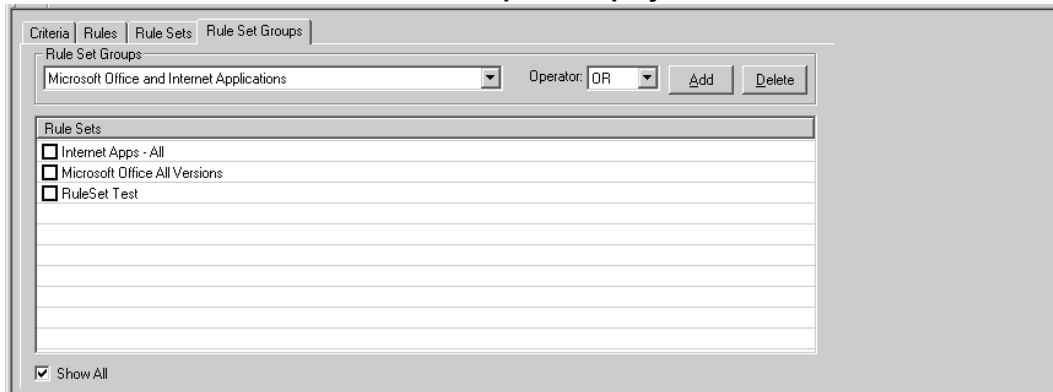 Criteria Rules Rule Sets Rule Set Groups
Rule Set Groups
Microsoft Office and Internet Applications Operator: OR Add Delete
Rule Sets
Internet Apps - All
Microsoft Office All Versions
RuleSet Test
Show All